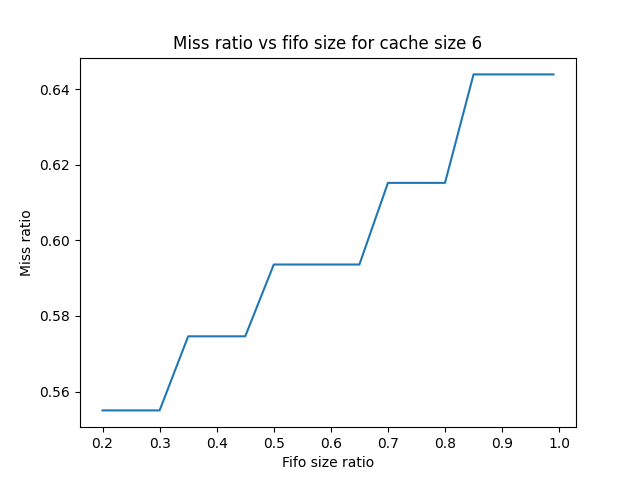 Miss ratio vs fifo size for cache size 6
Miss ratio
0.64
0.62
0.60
0.58
0.56
0.2 0.3 0.4 0.5 0.6 0.7 0.8 0.9 1.0
Fifo size ratio